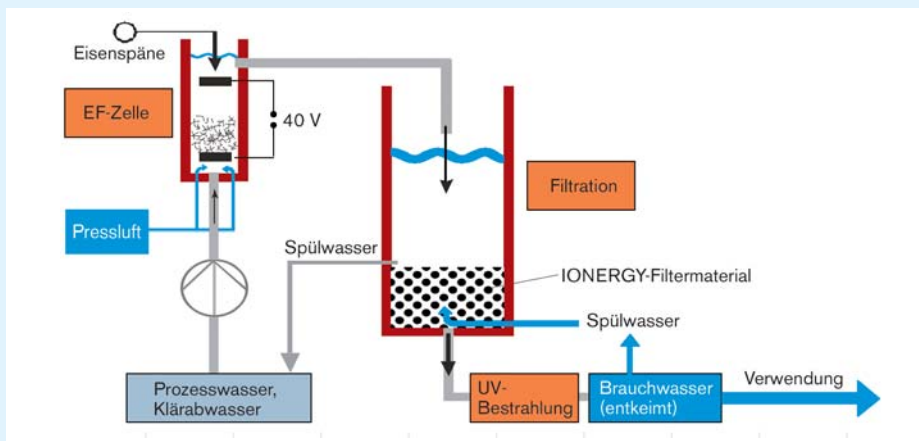 Eisenspäne
EF-Zelle
40 V
Pressluft
Filtration
Spülwasser
IONERGY-Filtermaterial
Spülwasser
Prozesswasser,
Klärabwasser
UV-
Bestrahlung
Brauchwasser
(entkeimt)
Verwendung